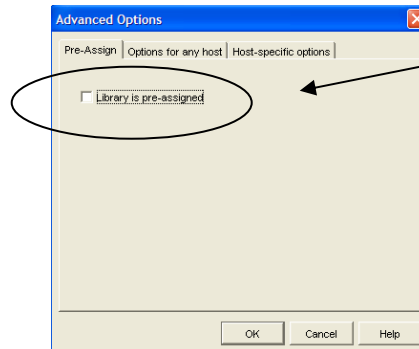 Advanced Options
Pre-Assign Options for any host Host-specific options
Library is pre-assigned
OK Cancel Help